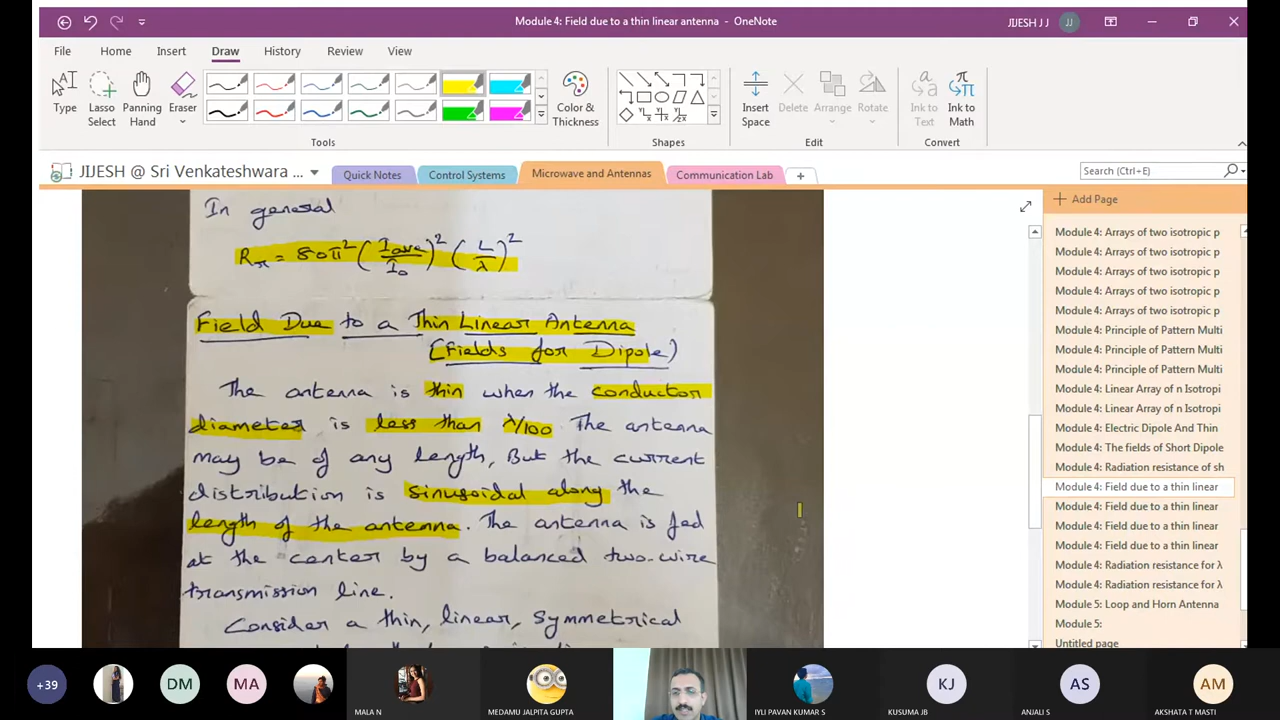 Module 4: Field due to a thin linear antenna - OneNote
JIJESH J J
JJ
File
Home
Insert
Draw
History
Review
View
Type
Lasso Select
Panning Hand
Eraser
Color & Thickness
Insert Space
Delete
Arrange
Rotate
Ink to Text
Ink to Math
Tools
Shapes
Edit
Convert
JIJESH @ Sri Venkateshwara ...
Quick Notes
Control Systems
Microwave and Antennas
Communication Lab
Search (Ctrl+E)
In general
Rπ = 80π² (Iave/I₀)² (L/λ)²
Field Due to a Thin Linear Antenna
(Fields for Dipole)
The antenna is thin when the conductor
diameter is less than λ/100 The antenna
may be of any length, But the current
distribution is sinusoidal along the
length of the antenna. The antenna is fed
at the center by a balanced two-wire
transmission line.
Consider a thin, linear, symmetrical
Add Page
Module 4: Arrays of two isotropic p
Module 4: Arrays of two isotropic p
Module 4: Arrays of two isotropic p
Module 4: Arrays of two isotropic p
Module 4: Arrays of two isotropic p
Module 4: Principle of Pattern Multi
Module 4: Principle of Pattern Multi
Module 4: Principle of Pattern Multi
Module 4: Linear Array of n Isotropi
Module 4: Linear Array of n Isotropi
Module 4: Electric Dipole And Thin
Module 4: The fields of Short Dipole
Module 4: Radiation resistance of sh
Module 4: Field due to a thin linear
Module 4: Field due to a thin linear
Module 4: Field due to a thin linear
Module 4: Field due to a thin linear
Module 4: Radiation resistance for λ
Module 4: Radiation resistance for λ
Module 5: Loop and Horn Antenna
Module 5:
Untitled page
+39
DM
MA
MALA N
MEDAMU JALPITA GUPTA
IYLI PAVAN KUMAR S
KJ
KUSUMA JB
AS
ANJALI S
AM
AKSHATA T MASTI